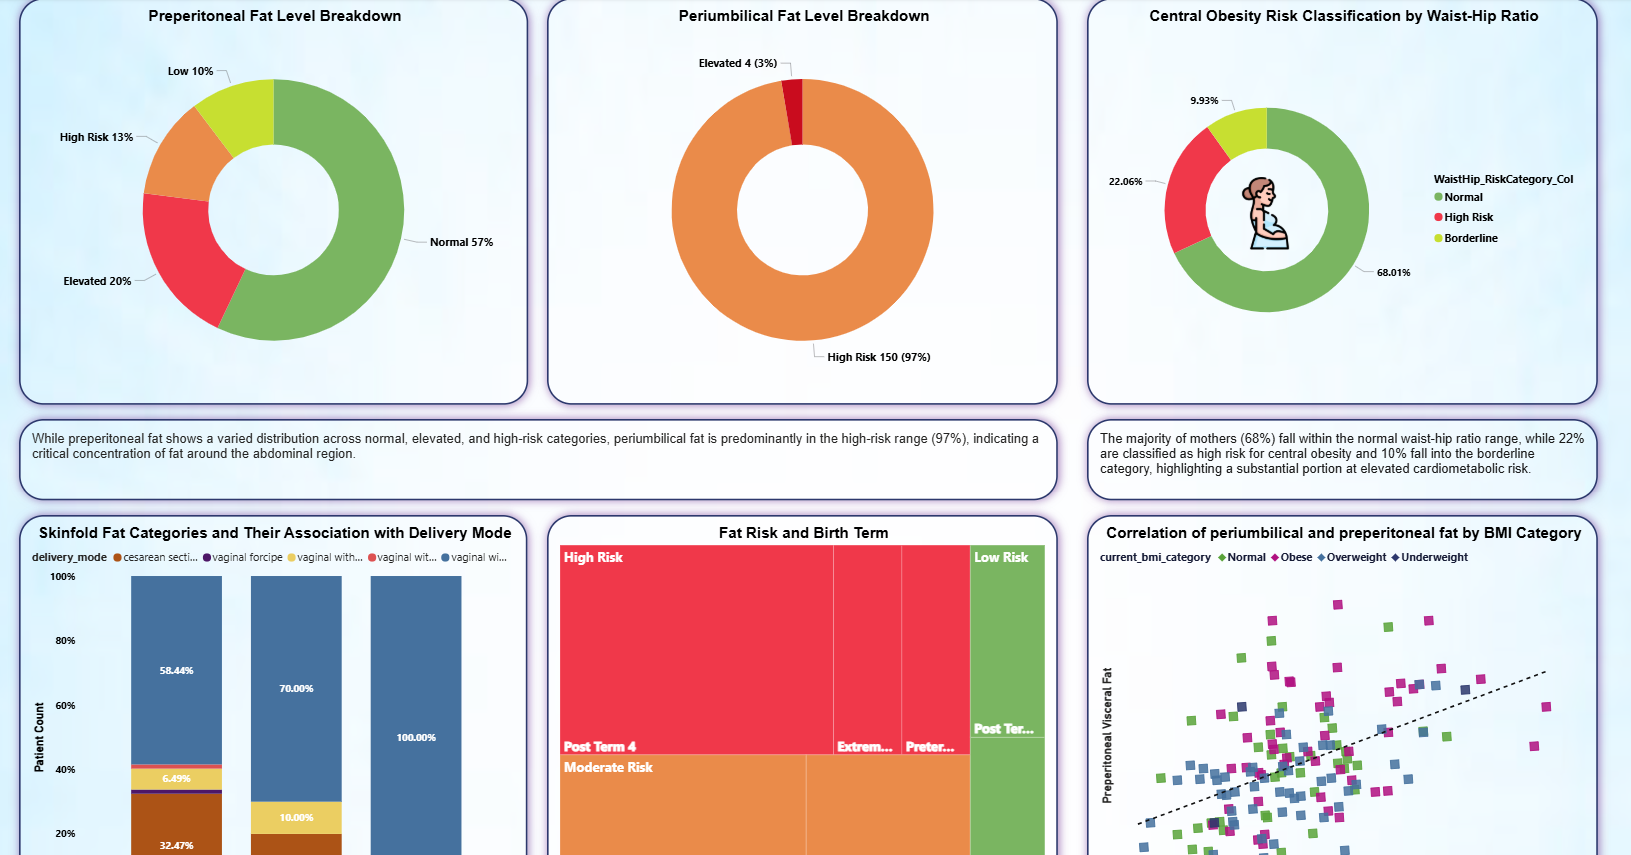 Preperitoneal Fat Level Breakdown
Low 10%
High Risk 13%
Elevated 20%
Normal 57%
Periumbilical Fat Level Breakdown
Elevated 4 (3%)
High Risk 150 (97%)
Central Obesity Risk Classification by Waist-Hip Ratio
9.93%
22.06%
68.01%
WaistHip_RiskCategory_Col
Normal
High Risk
Borderline
While preperitoneal fat shows a varied distribution across normal, elevated, and high-risk categories, periumbilical fat is predominantly in the high-risk range (97%), indicating a
critical concentration of fat around the abdominal region.
The majority of mothers (68%) fall within the normal waist-hip ratio range, while 22%
are classified as high risk for central obesity and 10% fall into the borderline
category, highlighting a substantial portion at elevated cardiometabolic risk.
Skinfold Fat Categories and Their Association with Delivery Mode
delivery_mode cesarean secti... vaginal forcipe vaginal with... vaginal wit... vaginal wi...
100%
80%
60%
40%
20%
Patient Count
58.44%
6.49%
32.47%
70.00%
10.00%
100.00%
Fat Risk and Birth Term
High Risk
Post Term 4
Extrem...
Preter...
Low Risk
Post Ter...
Moderate Risk
Correlation of periumbilical and preperitoneal fat by BMI Category
current_bmi_category Normal Obese Overweight Underweight
Preperitoneal Visceral Fat